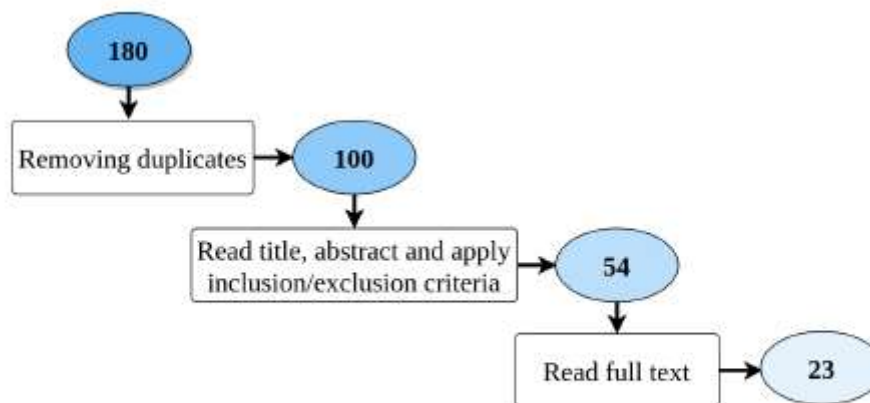 180
Removing duplicates
100
Read title, abstract and apply
inclusion/exclusion criteria
54
Read full text
23